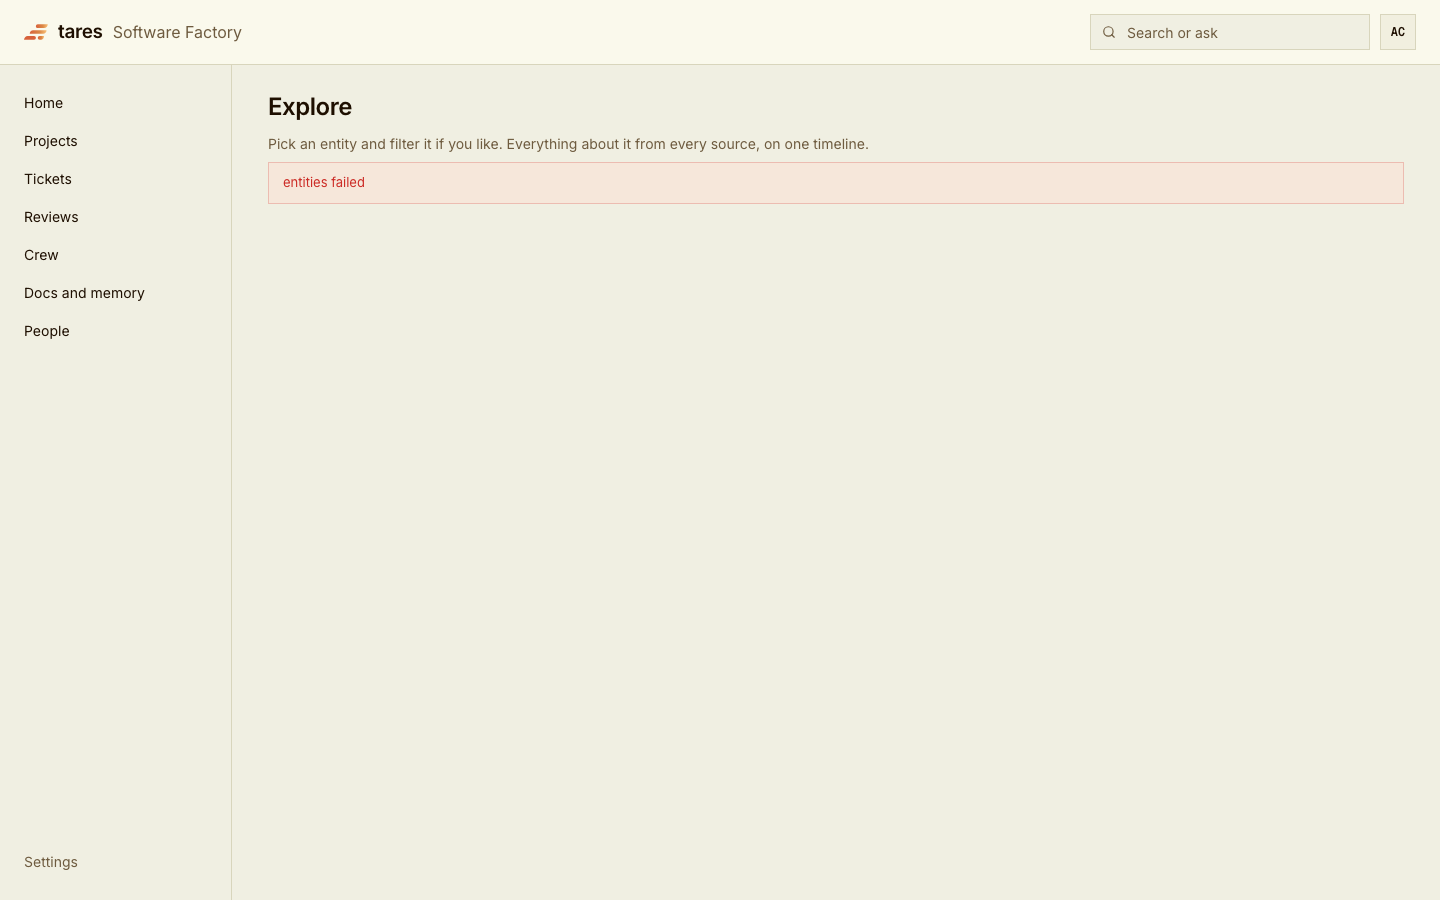 tares Software Factory
Search or ask
AC
Home
Projects
Tickets
Reviews
Crew
Docs and memory
People
Settings
Explore
Pick an entity and filter it if you like. Everything about it from every source, on one timeline.
entities failed